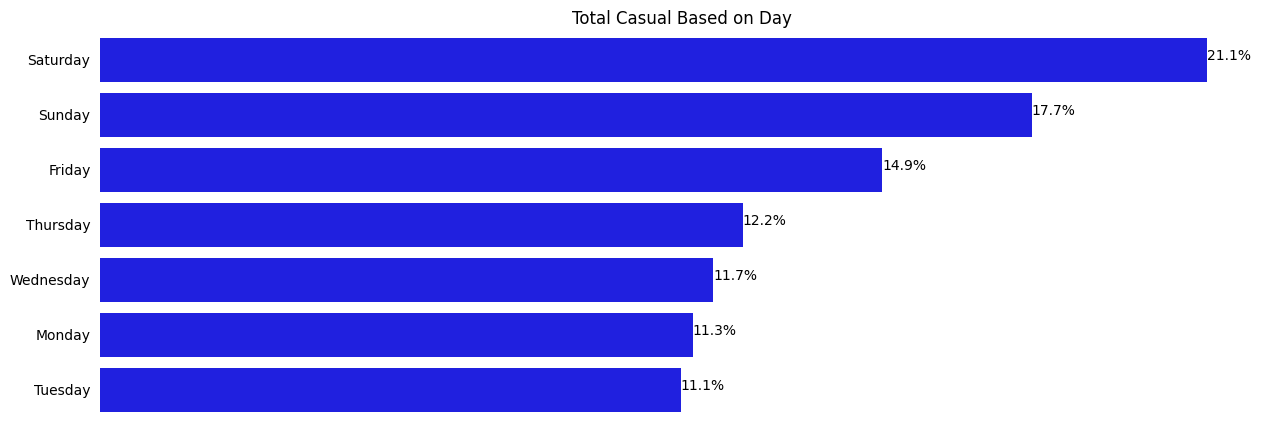 Total Casual Based on Day
Saturday 21.1%
Sunday 17.7%
Friday 14.9%
Thursday 12.2%
Wednesday 11.7%
Monday 11.3%
Tuesday 11.1%